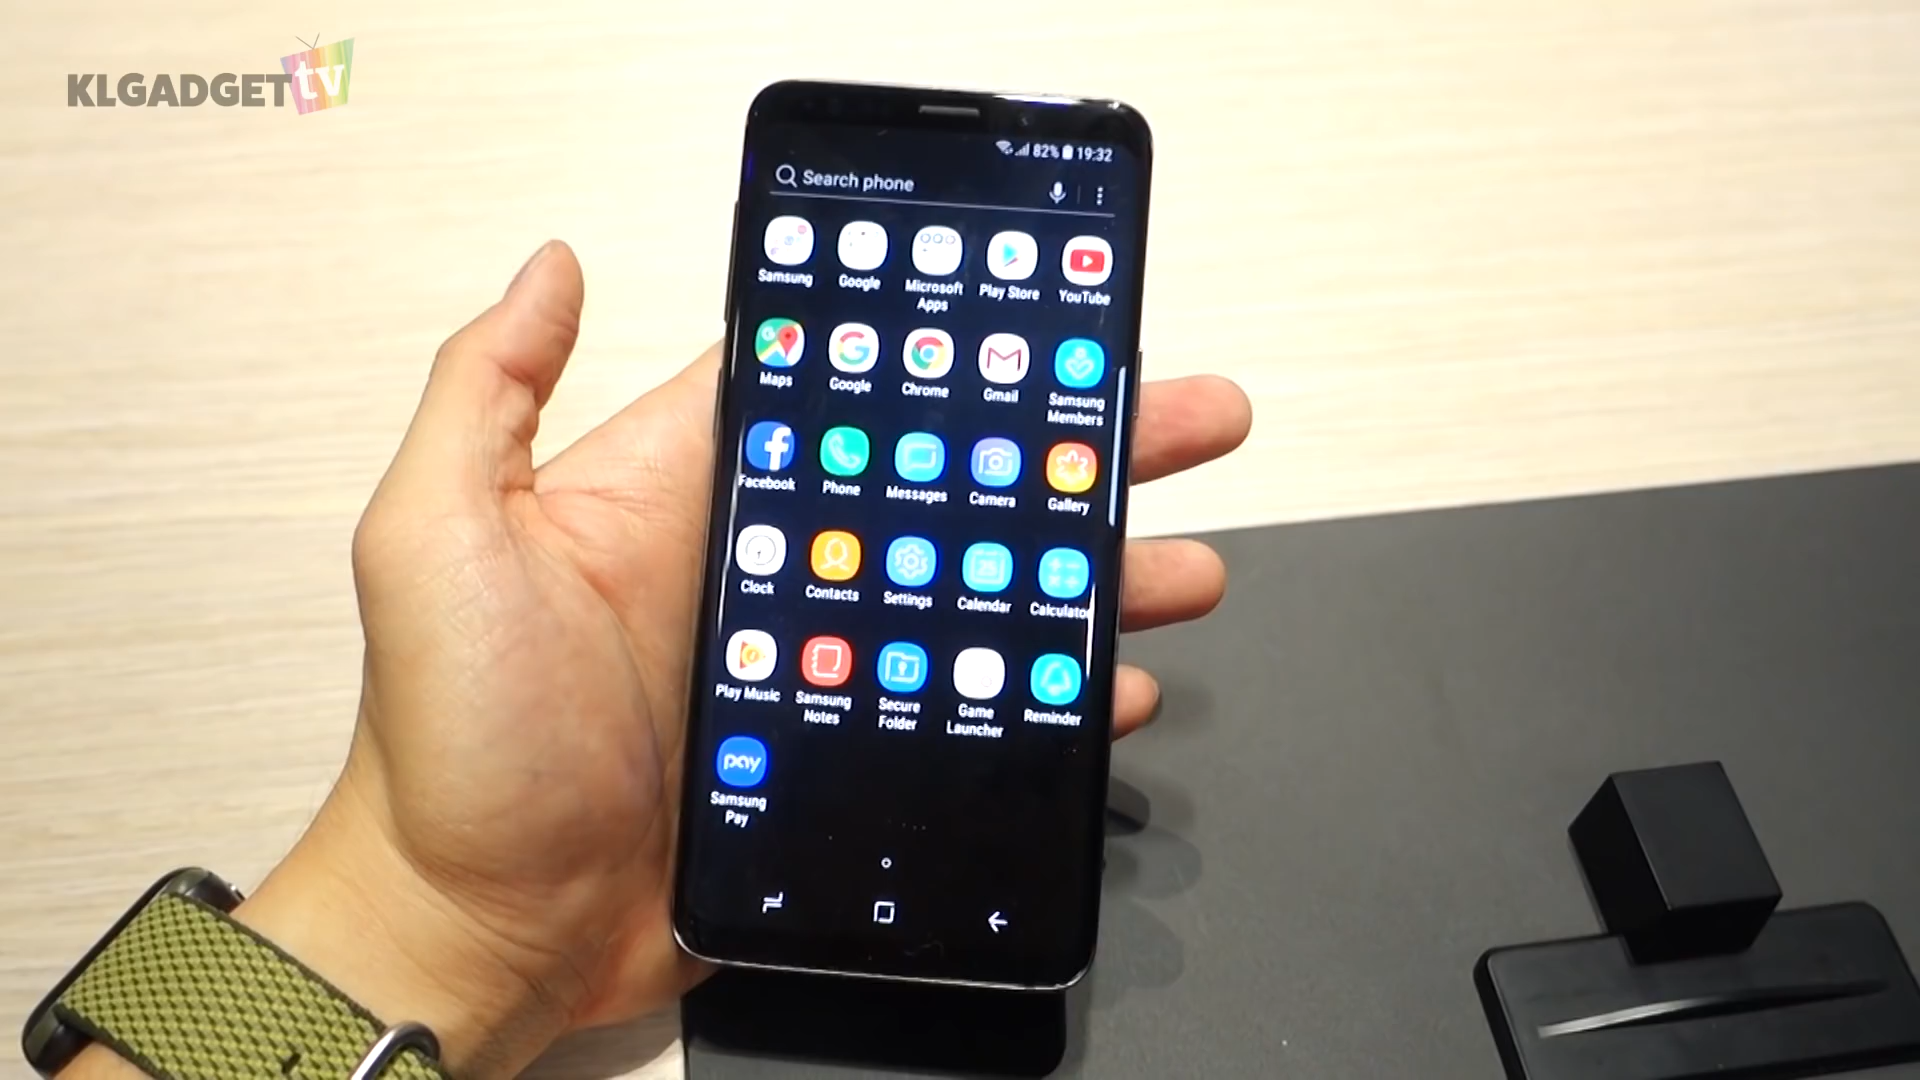 KLGADGET tv
82% 19:32
Search phone
Samsung Google Microsoft Apps Play Store YouTube
Maps Google Chrome Gmail Samsung Members
Facebook Phone Messages Camera Gallery
Clock Contacts Settings Calendar Calculator
Play Music Samsung Notes Secure Folder Game Launcher Reminder
pay
Samsung Pay